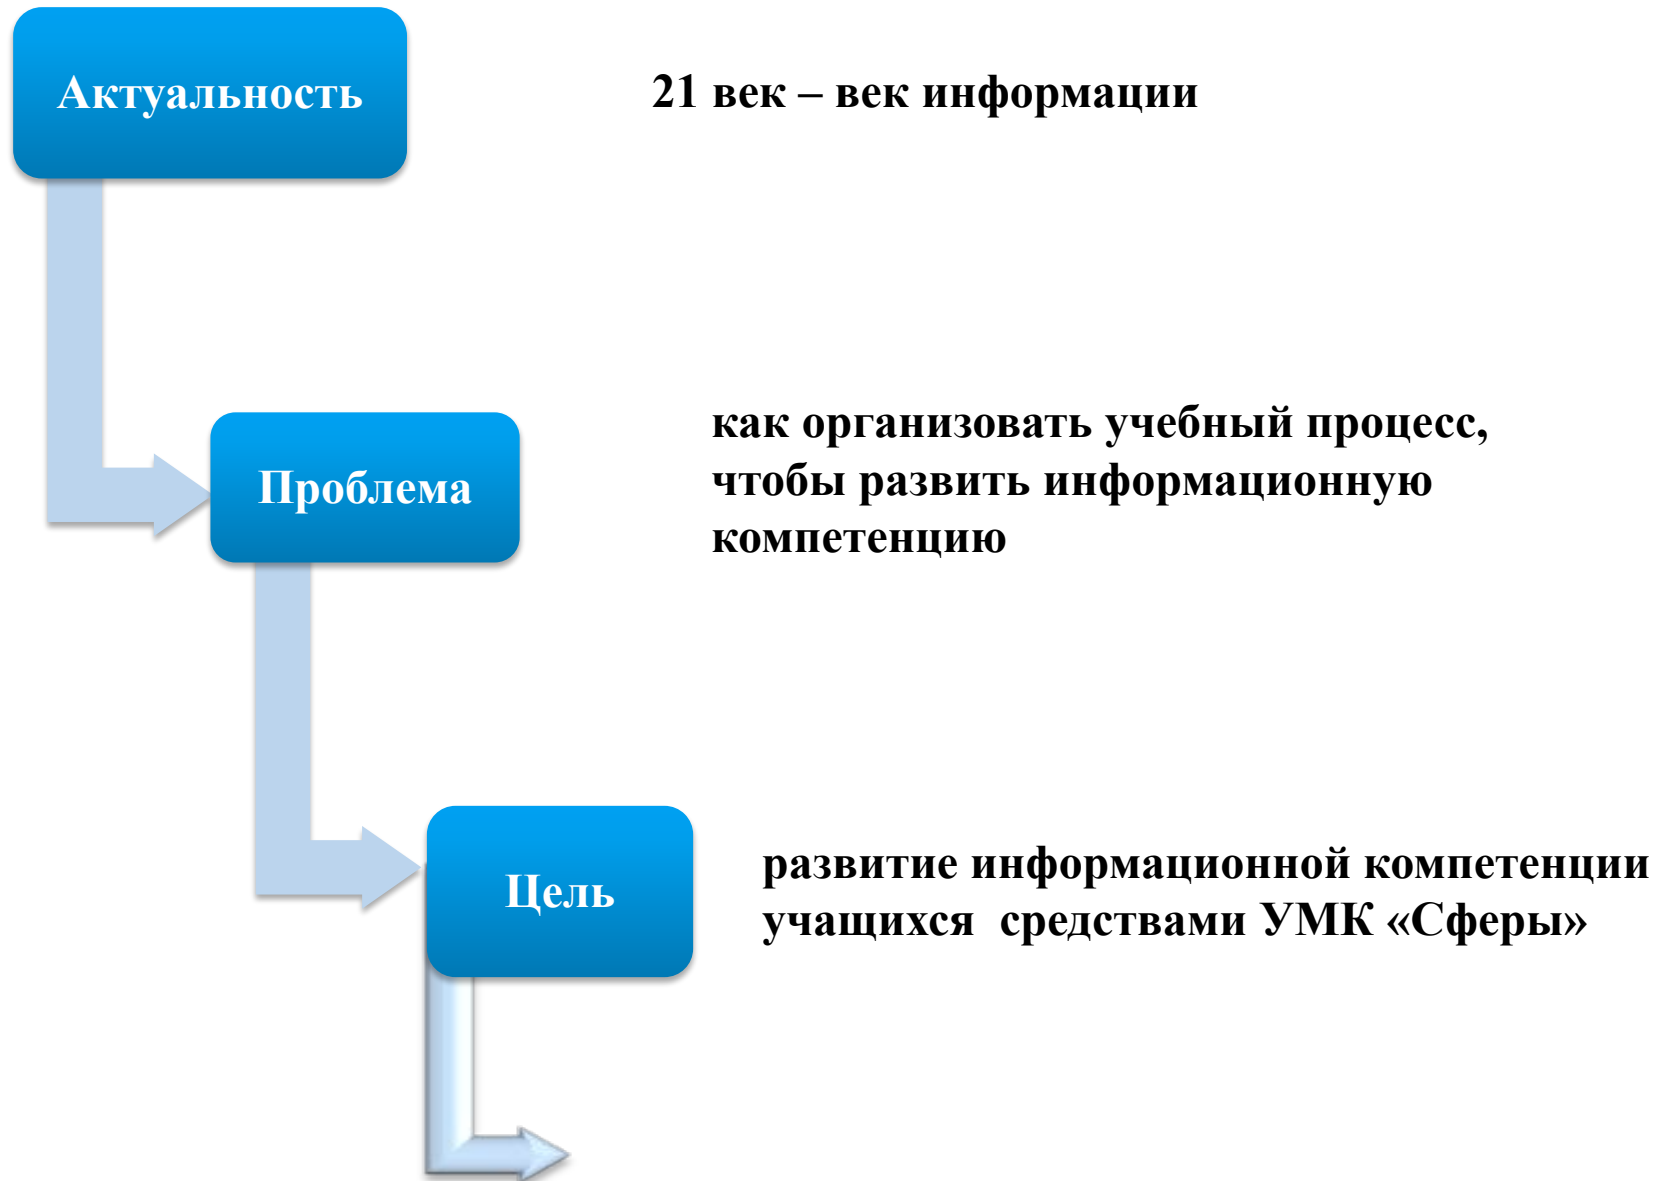 Актуальность
21 век – век информации
Проблема
как организовать учебный процесс,
чтобы развить информационную
компетенцию
Цель
развитие информационной компетенции
учащихся средствами УМК «Сферы»